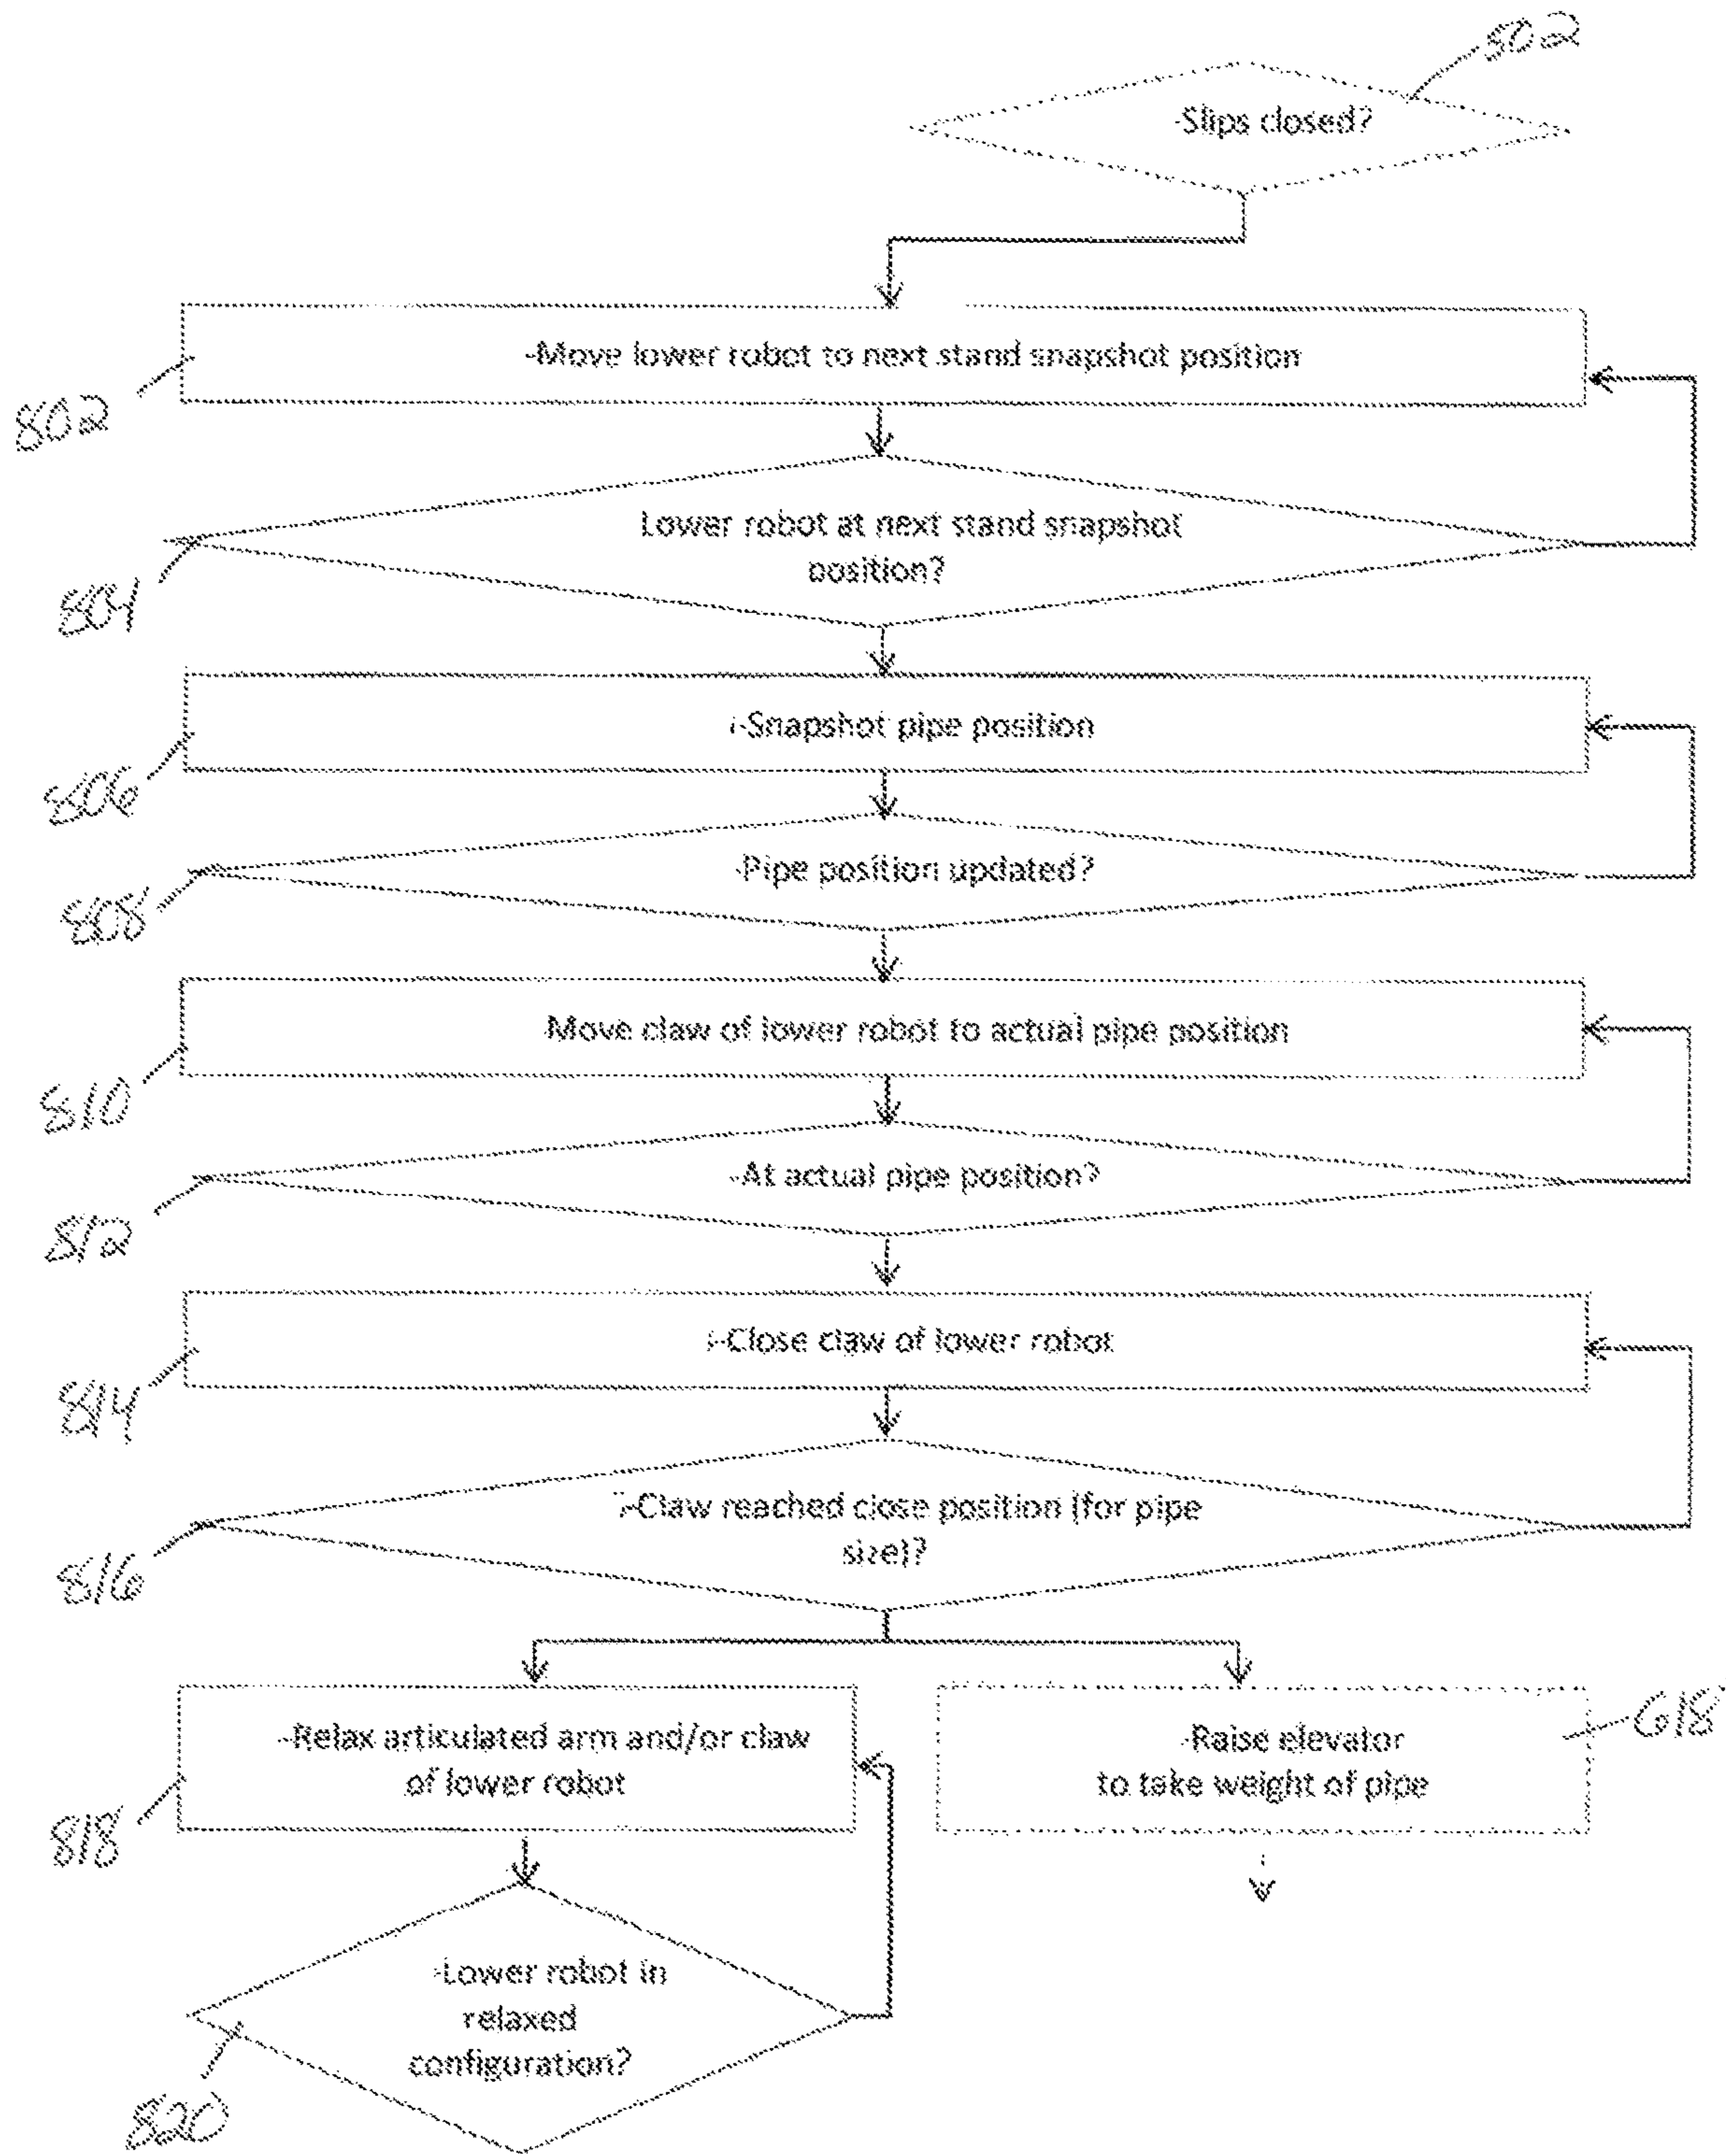 502
-Slips closed?
-Move lower robot to next stand snapshot position
802
Lower robot at next stand snapshot
position?
804
-Snapshot pipe position
806
-Pipe position updated?
808
Move claw of lower robot to actual pipe position
810
-At actual pipe position?
812
-Close claw of lower robot
814
-Claw reached close position (for pipe
size)?
816
-Relax articulated arm and/or claw
of lower robot
818
-Raise elevator
to take weight of pipe
618
-Lower robot in
relaxed
configuration?
820